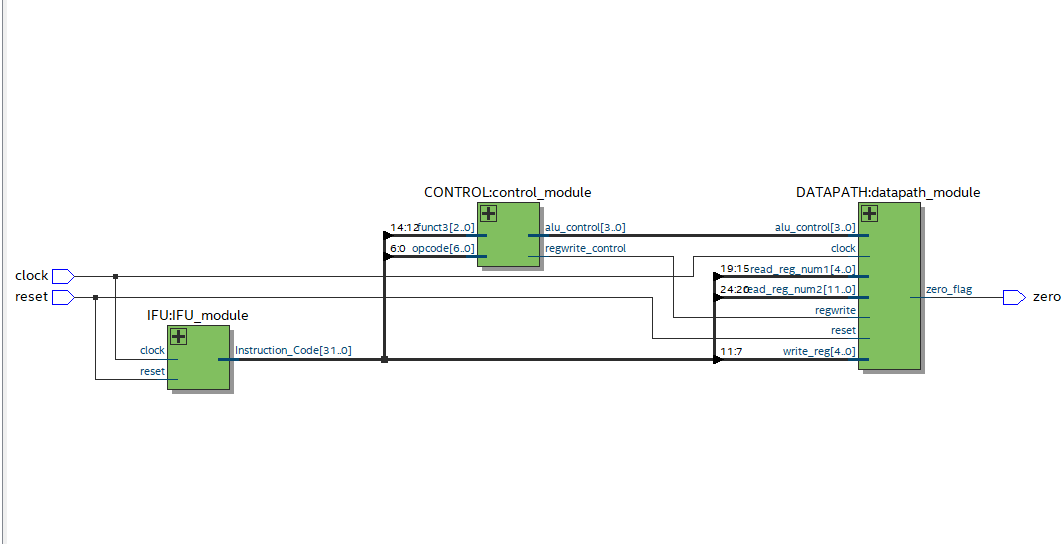 CONTROL:control_module
DATAPATH:datapath_module
14:12 funct3[2..0]
alu_control[3..0]
alu_control[3..0]
6:0 opcode[6..0]
regwrite_control
clock
clock
19:15 read_reg_num1[4..0]
reset
24:20 read_reg_num2[11..0]
zero_flag
zero
IFU:IFU_module
regwrite
reset
clock
Instruction_Code[31..0]
11:7
write_reg[4..0]
reset